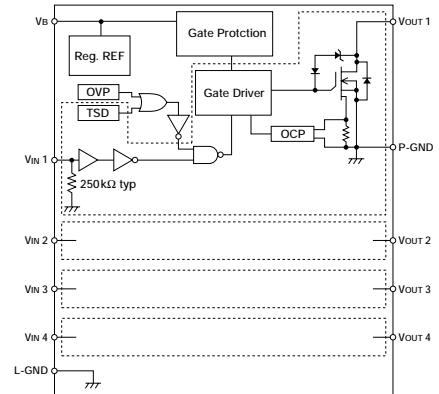 VB
Gate Protction
VOUT 1
Reg. REF
OVP
TSD
Gate Driver
OCP
VIN 1
P-GND
250kΩ typ
VIN 2
VOUT 2
VIN 3
VOUT 3
VIN 4
VOUT 4
L-GND